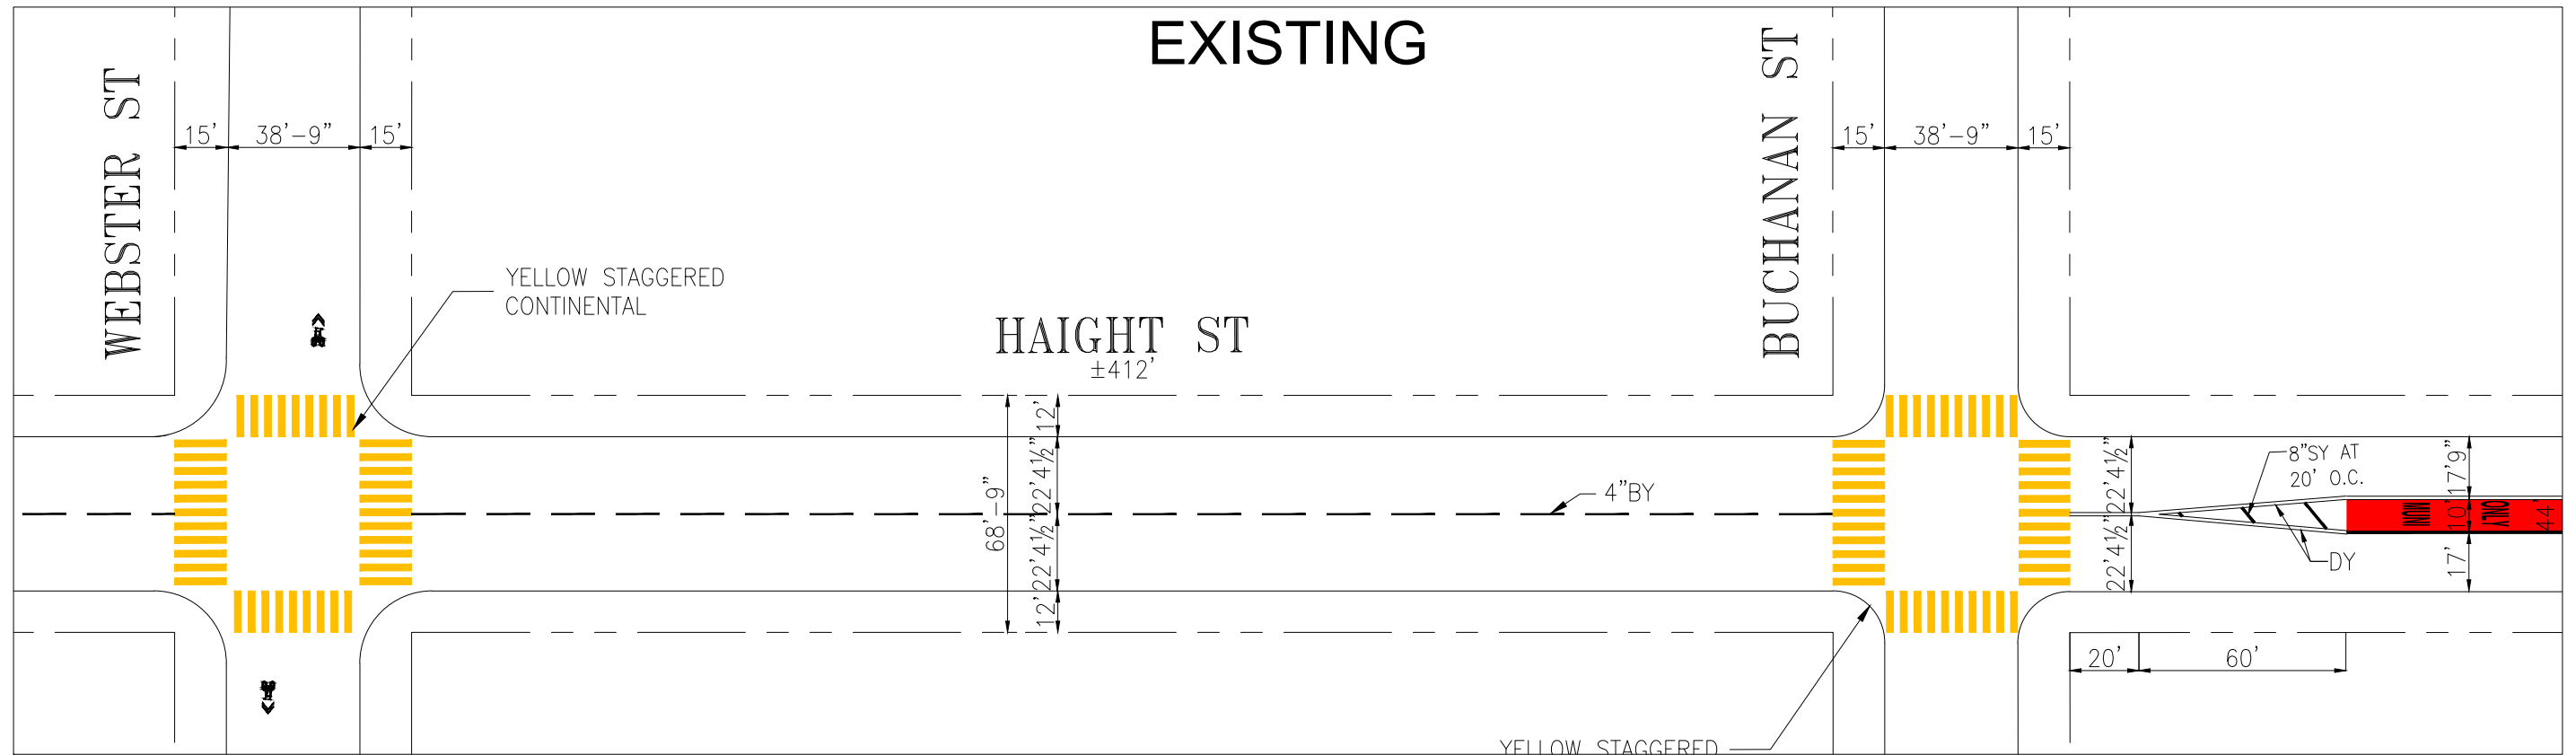 EXISTING
WEBSTER ST
15' 38'-9" 15'
YELLOW STAGGERED
CONTINENTAL
HAIGHT ST
±412'
BUCHANAN ST
15' 38'-9" 15'
12'
22'4½"
68'-9"
22'4½"
12'
4"BY
22'4½"
22'4½"
8"SY AT
20' O.C.
DY
17'9"
10'
17'
44'
MUNI
ONLY
20' 60'
YELLOW STAGGERED